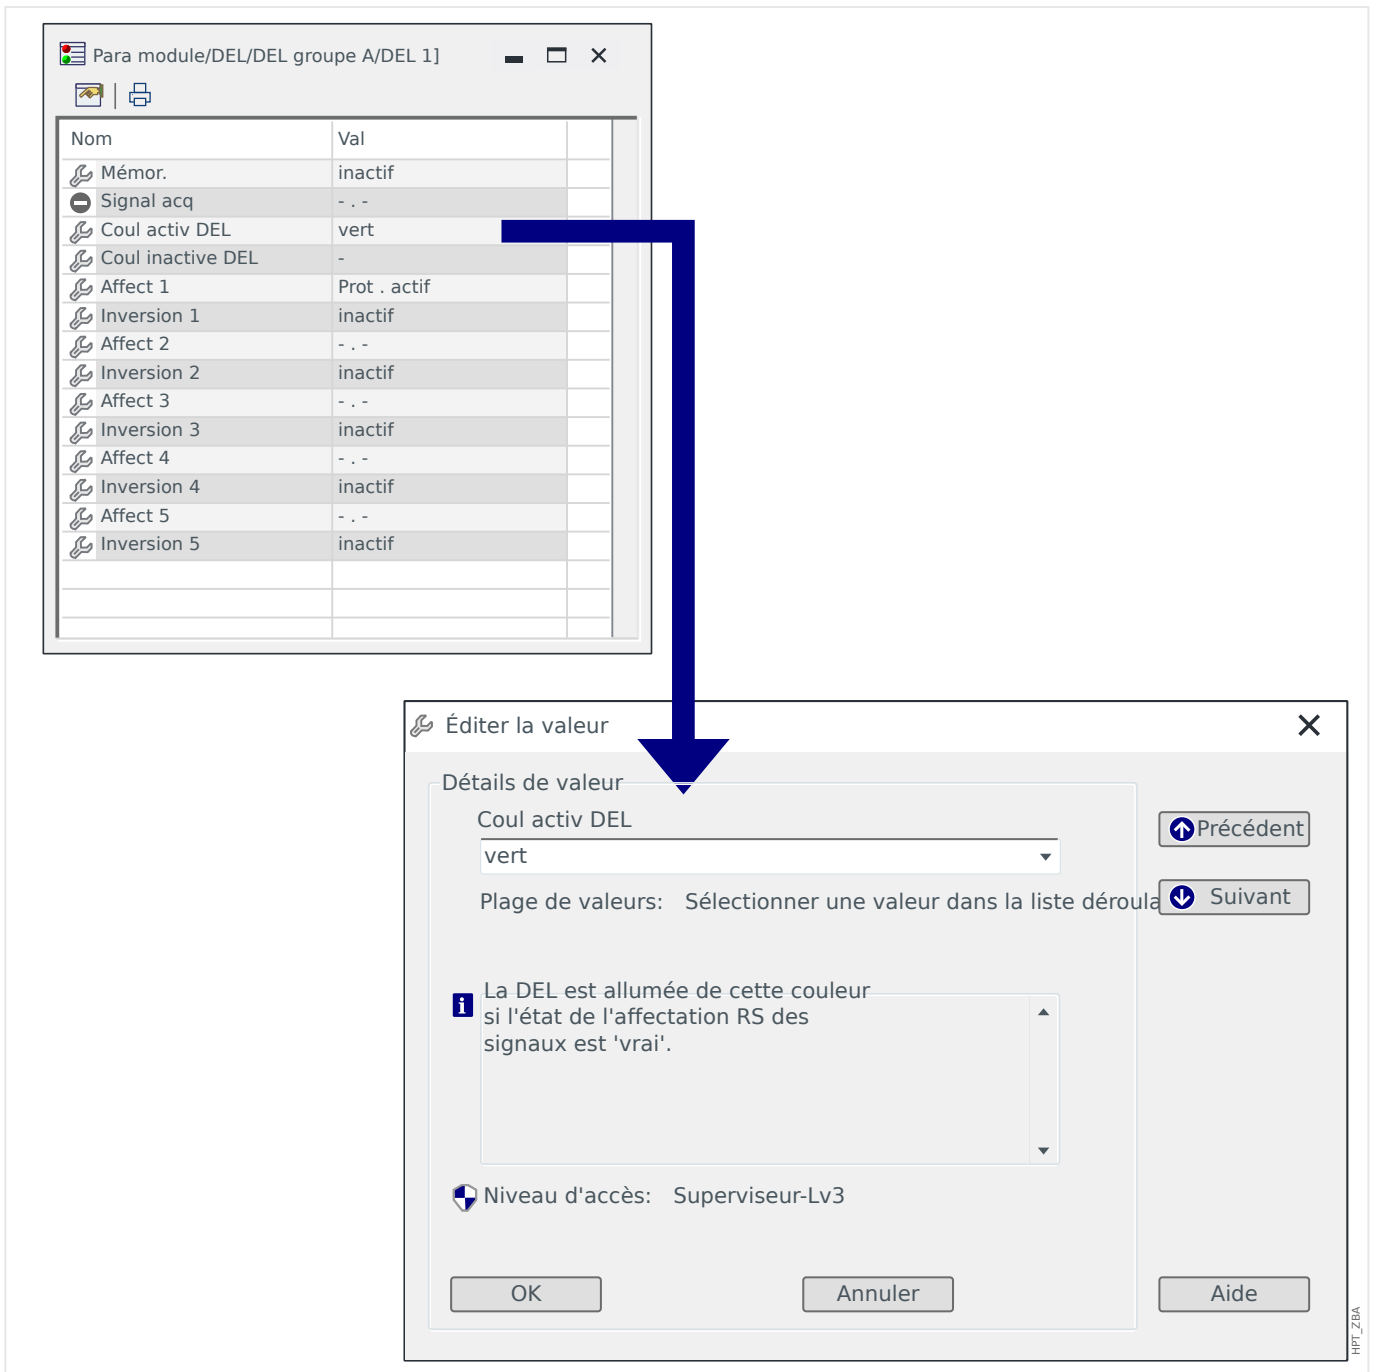 Para module/DEL/DEL groupe A/DEL 1]
Nom Val
Mémor. inactif
Signal acq - . -
Coul activ DEL vert
Coul inactive DEL -
Affect 1 Prot . actif
Inversion 1 inactif
Affect 2 - . -
Inversion 2 inactif
Affect 3 - . -
Inversion 3 inactif
Affect 4 - . -
Inversion 4 inactif
Affect 5 - . -
Inversion 5 inactif
Éditer la valeur
Détails de valeur
Coul activ DEL
vert
Précédent
Plage de valeurs: Sélectionner une valeur dans la liste déroula
Suivant
La DEL est allumée de cette couleur
si l'état de l'affectation RS des
signaux est 'vrai'.
Niveau d'accès: Superviseur-Lv3
OK Annuler Aide
HPT_ZBA